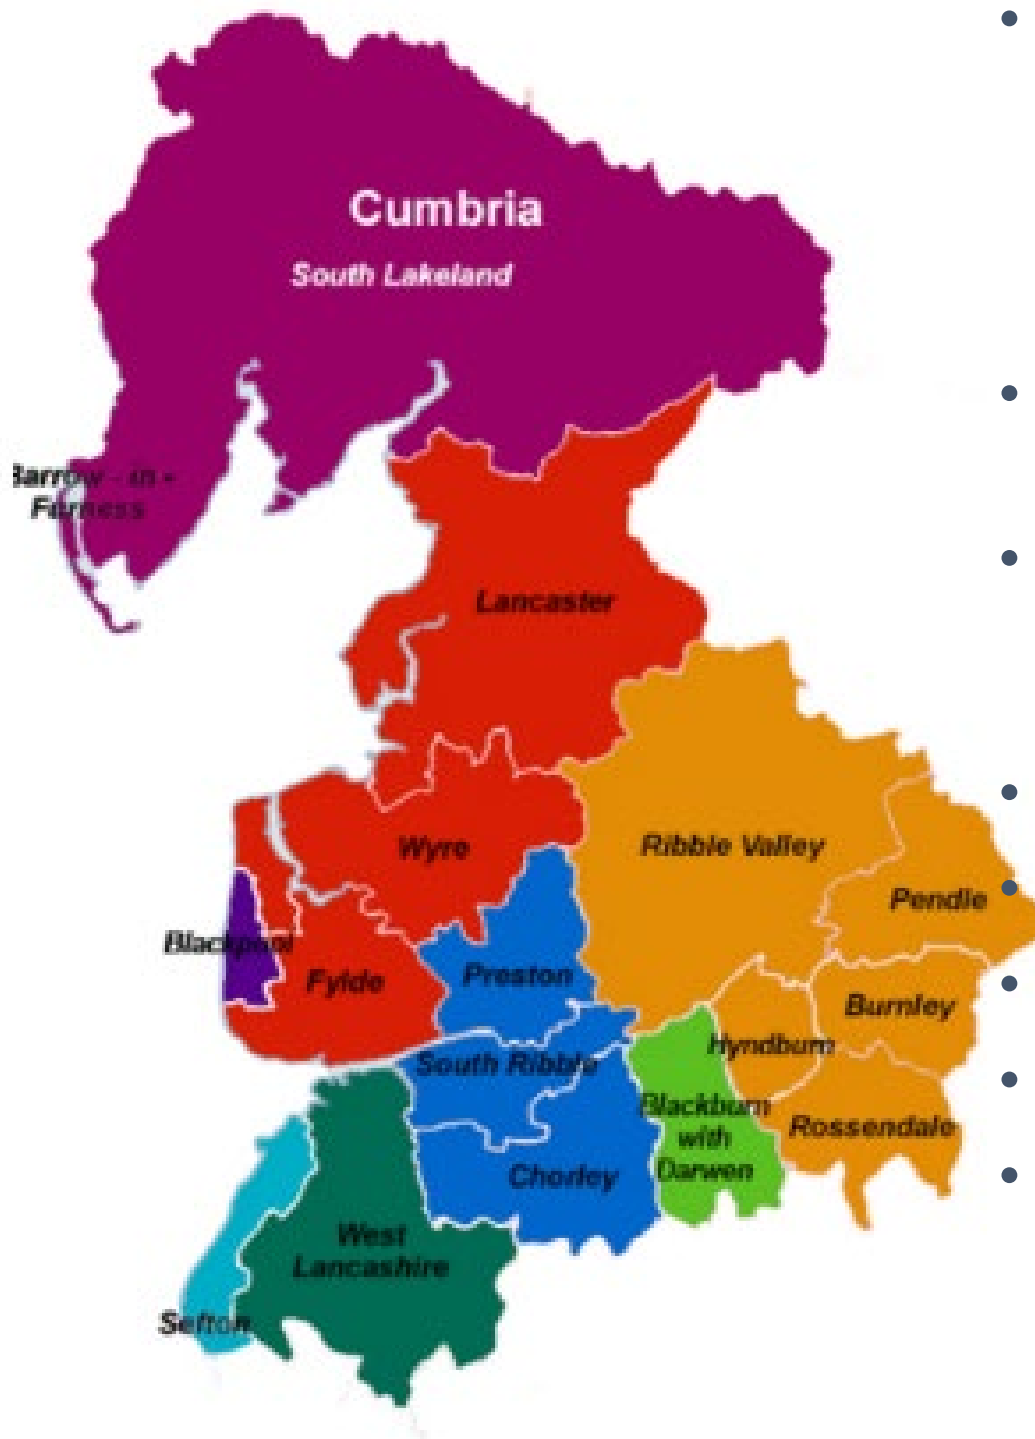 Cumbria
South Lakeland
Barrow - in -
Furness
Lancaster
Wyre
Ribble Valley
Pendle
Blackpool
Fylde
Preston
Burnley
Hyndburn
South Ribble
Blackburn
with
Darwen
Rossendale
Chorley
West
Lancashire
Sefton